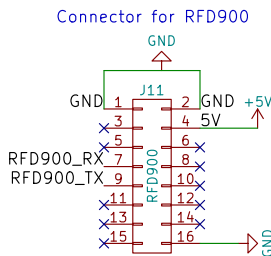 Connector for RFD900
GND
J11
GND 1 2 GND
3 4 5V +5V
5 6
RFD900_RX 7 8
RFD900_TX 9 10
11 12
13 14
15 16 GND
RFD900